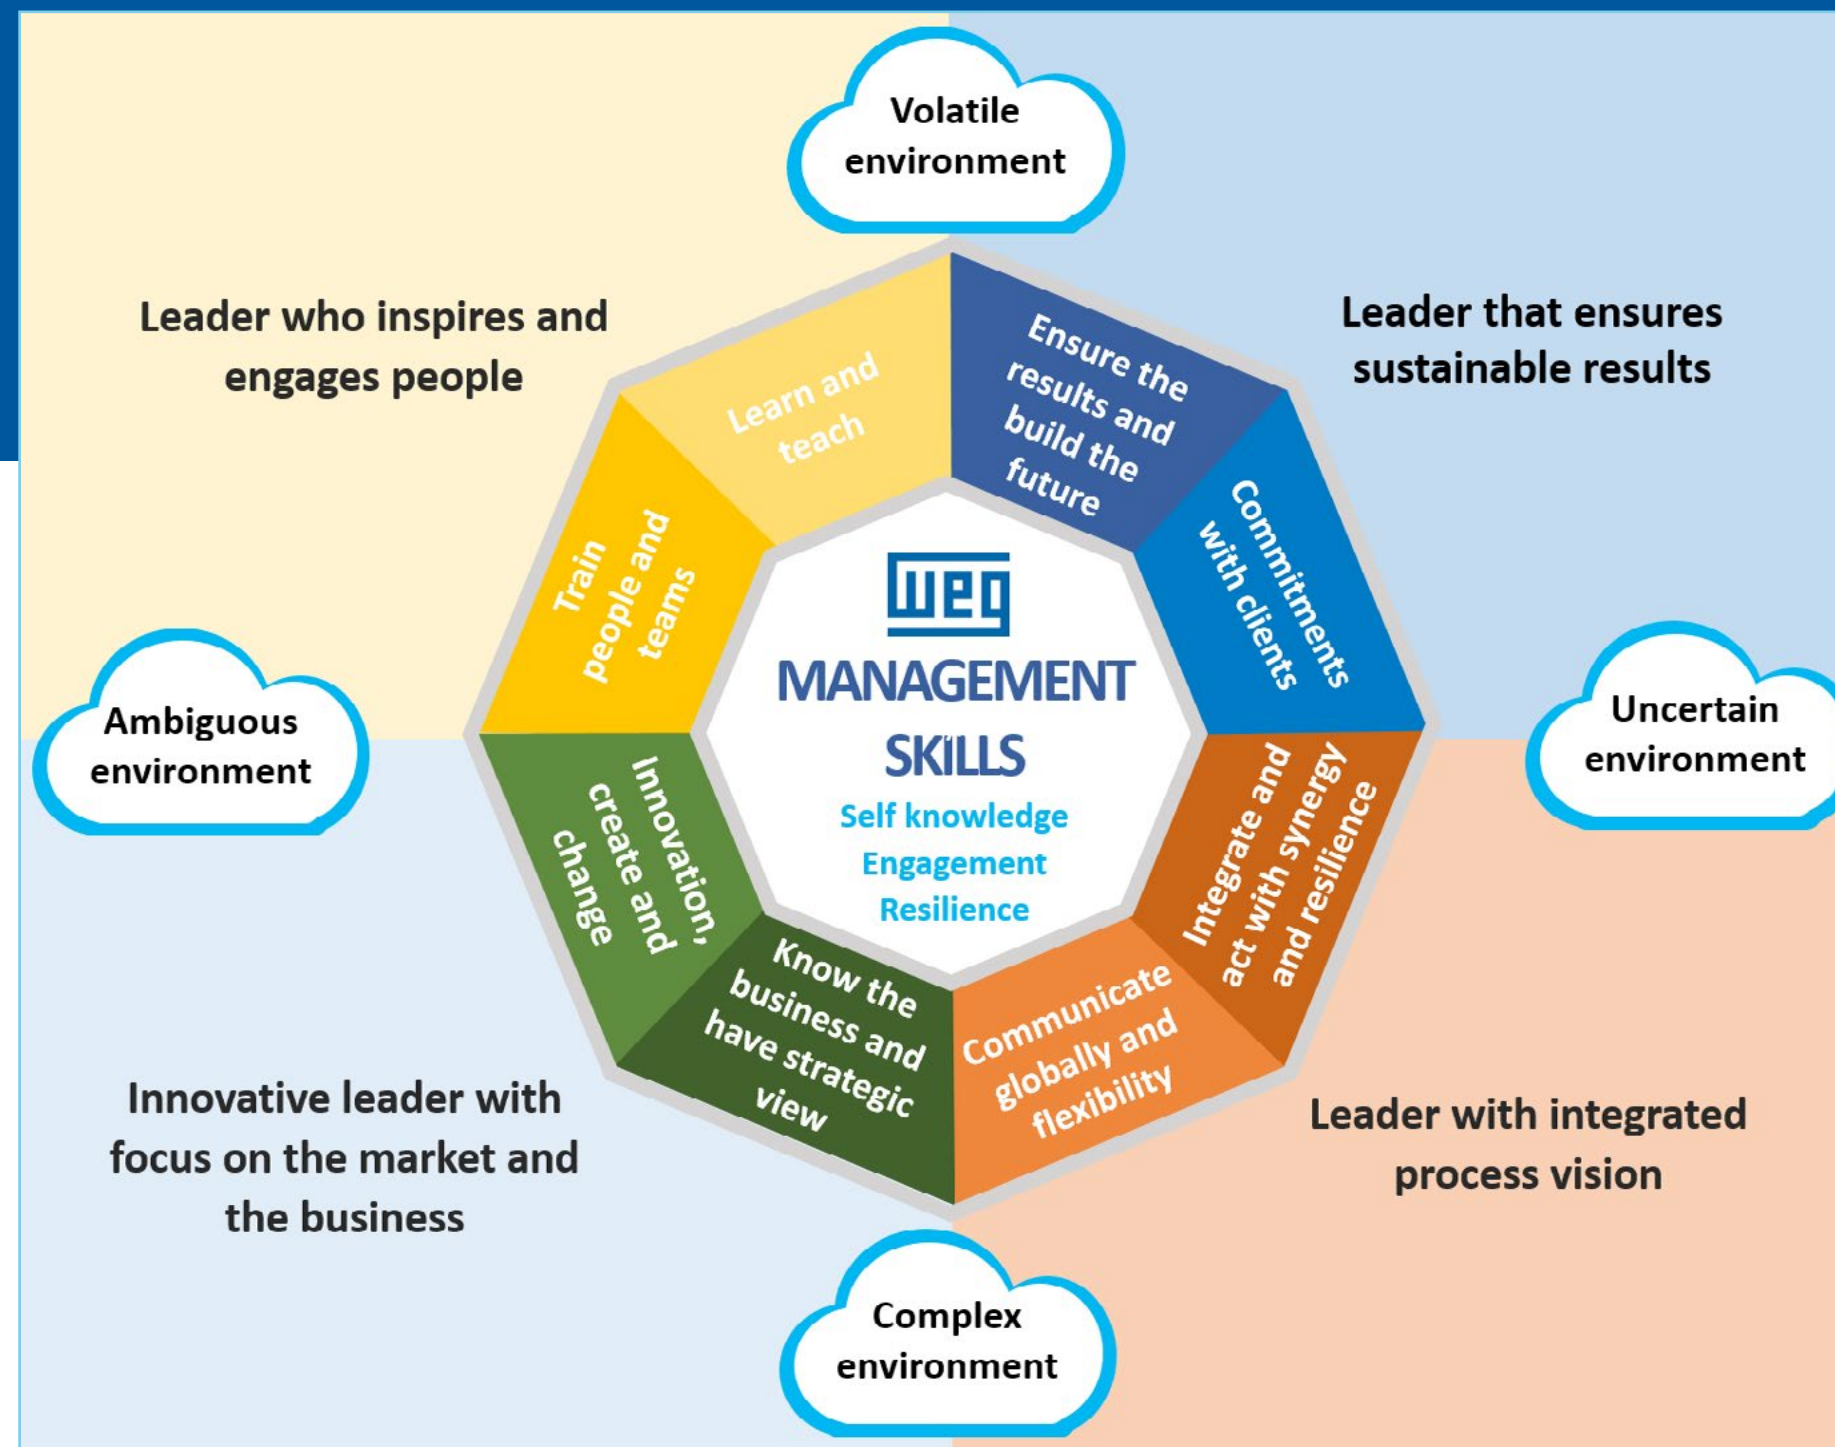 Volatile
environment
Leader who inspires and
engages people
Leader that ensures
sustainable results
Learn and
teach
Ensure the
results and
build the
future
Train
people and
teams
Commitments
with clients
weg
MANAGEMENT
SKILLS
Self knowledge
Engagement
Resilience
Ambiguous
environment
Uncertain
environment
Innovation,
create and
change
Integrate and
act with synergy
and resilience
Know the
business and
have strategic
view
Communicate
globally and
flexibility
Innovative leader with
focus on the market and
the business
Leader with integrated
process vision
Complex
environment